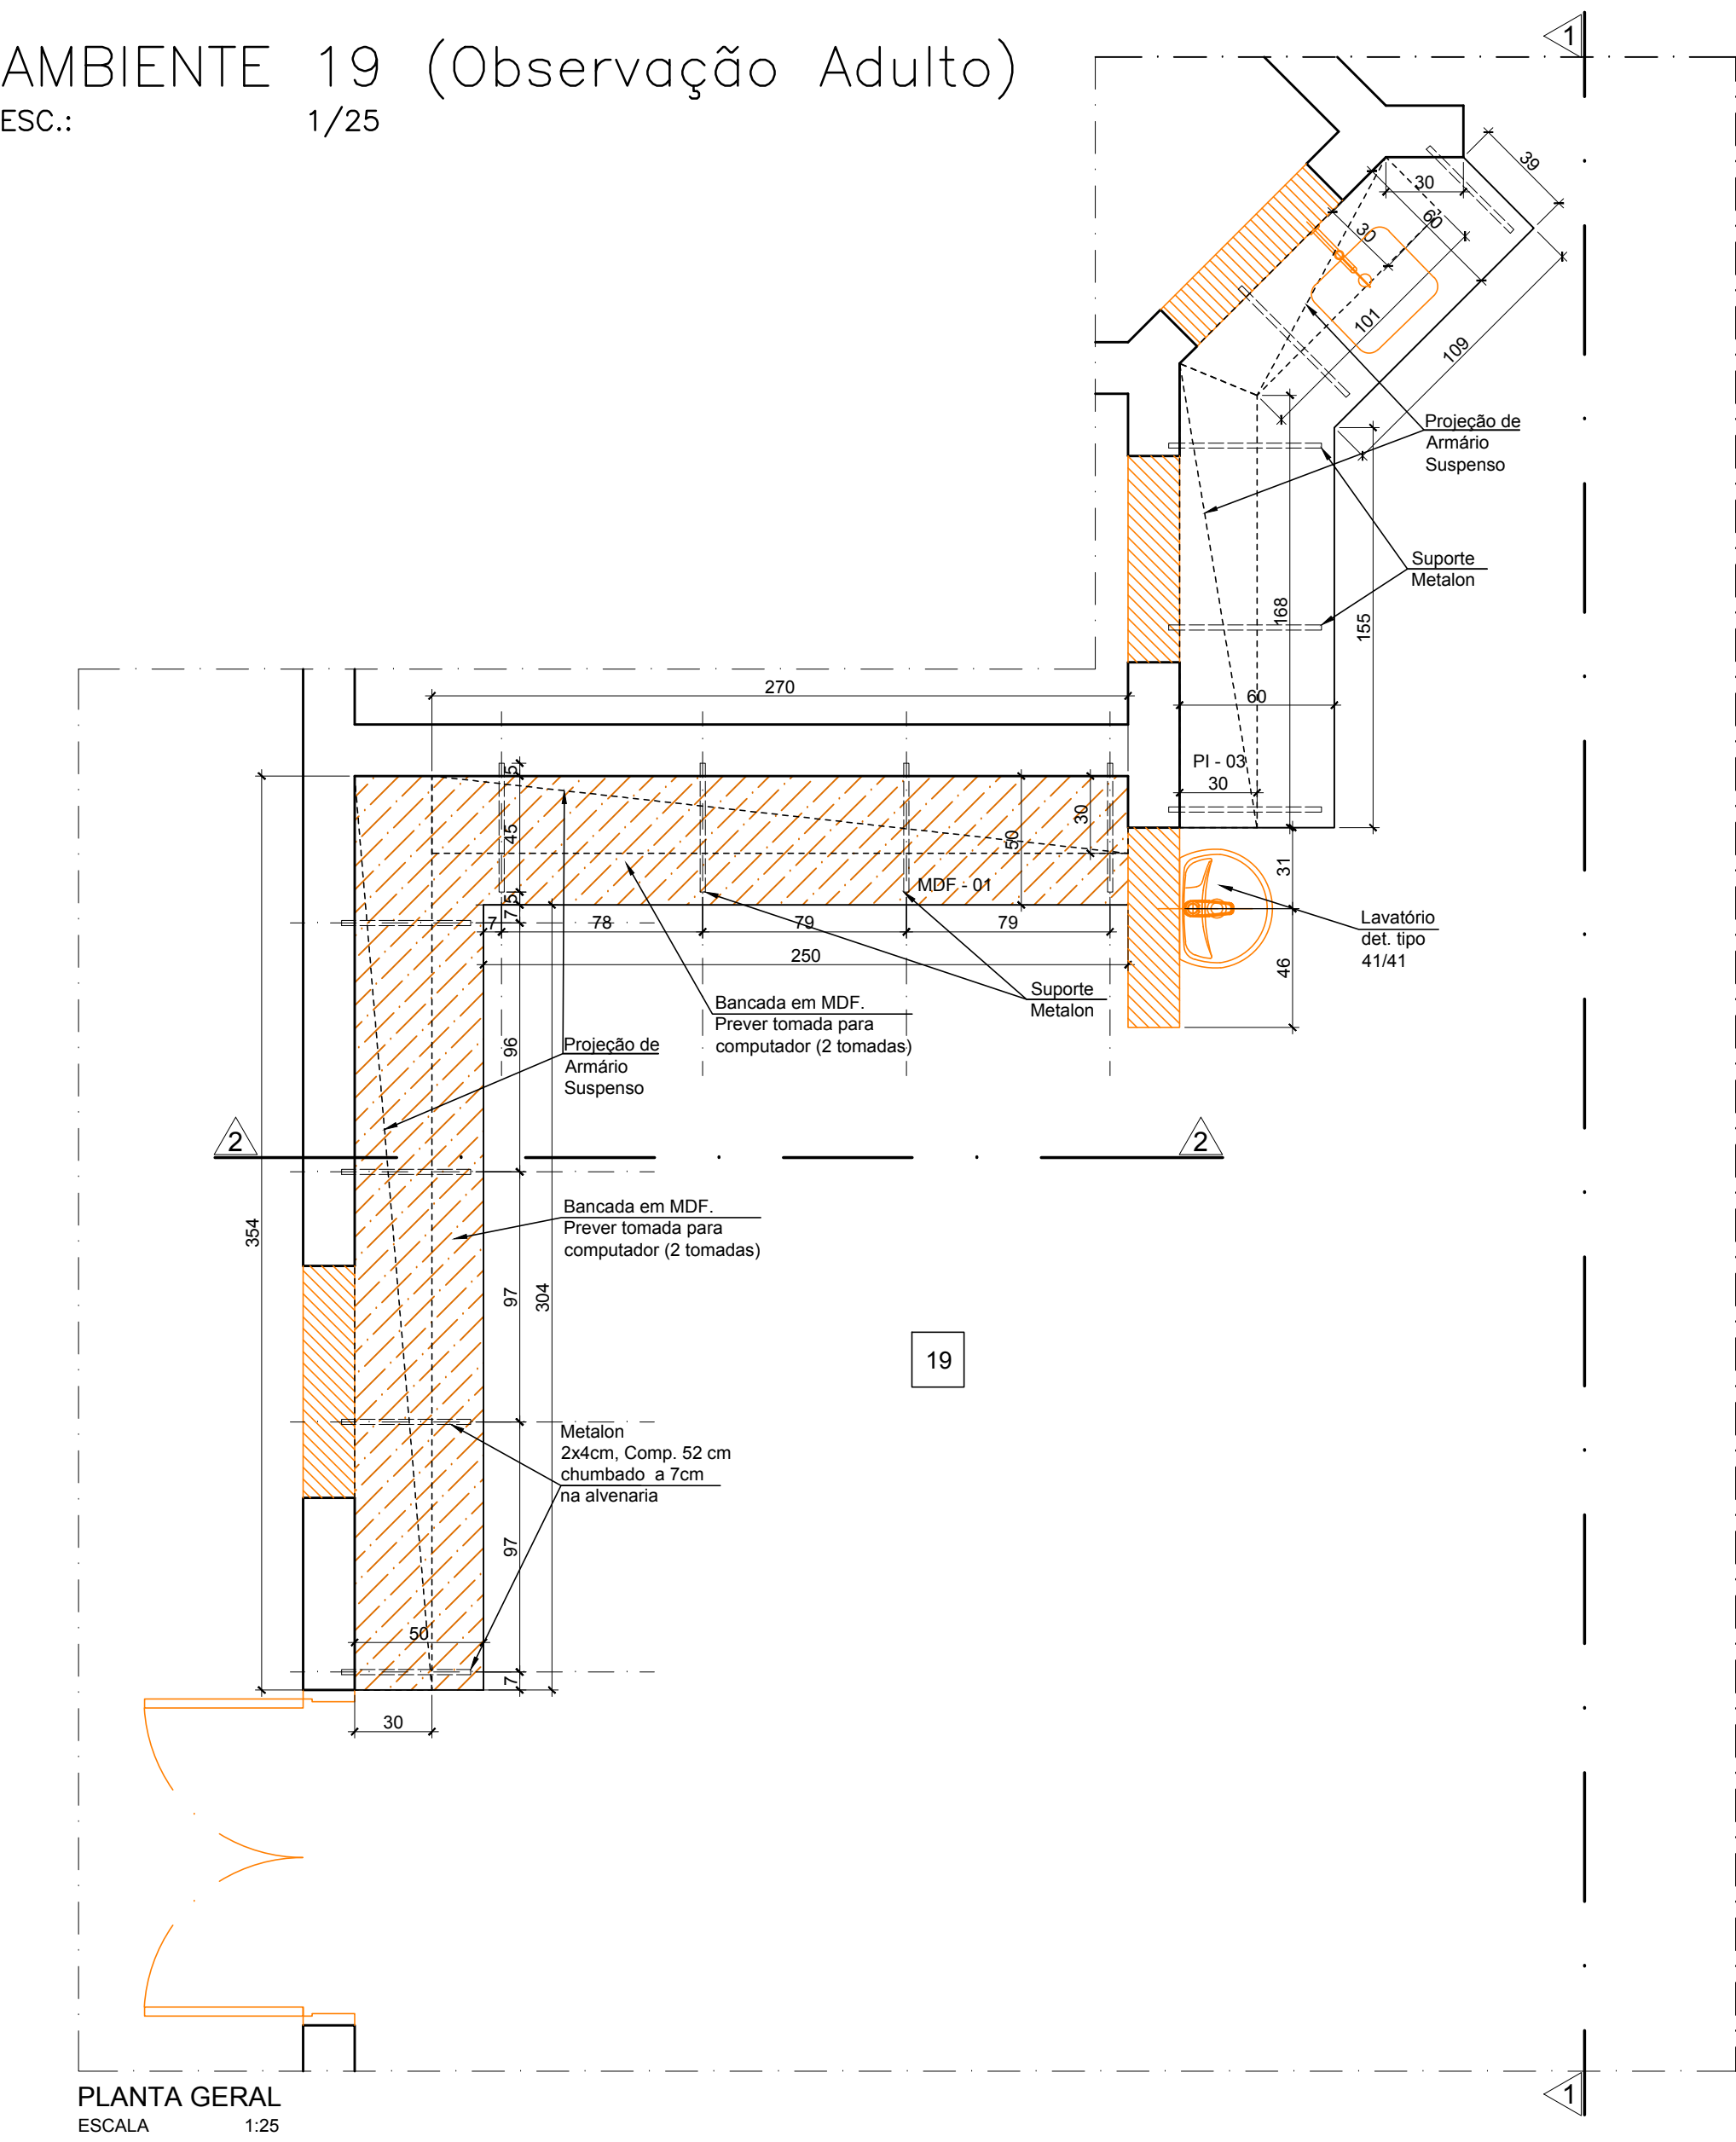 AMBIENTE 19 (Observação Adulto)
ESC.: 1/25
1
39
30
60
30
101
109
Projeção de
Armário
Suspenso
Suporte
Metalon
168
155
270
60
PI - 03
30
5
45
5
50
30
MDF - 01
31
46
7
7
78
79
79
250
Lavatório
det. tipo
41/41
Suporte
Metalon
Bancada em MDF.
Prever tomada para
computador (2 tomadas)
Projeção de
Armário
Suspenso
96
2
2
354
Bancada em MDF.
Prever tomada para
computador (2 tomadas)
97
304
19
Metalon
2x4cm, Comp. 52 cm
chumbado a 7cm
na alvenaria
97
50
7
30
1
PLANTA GERAL
ESCALA 1:25